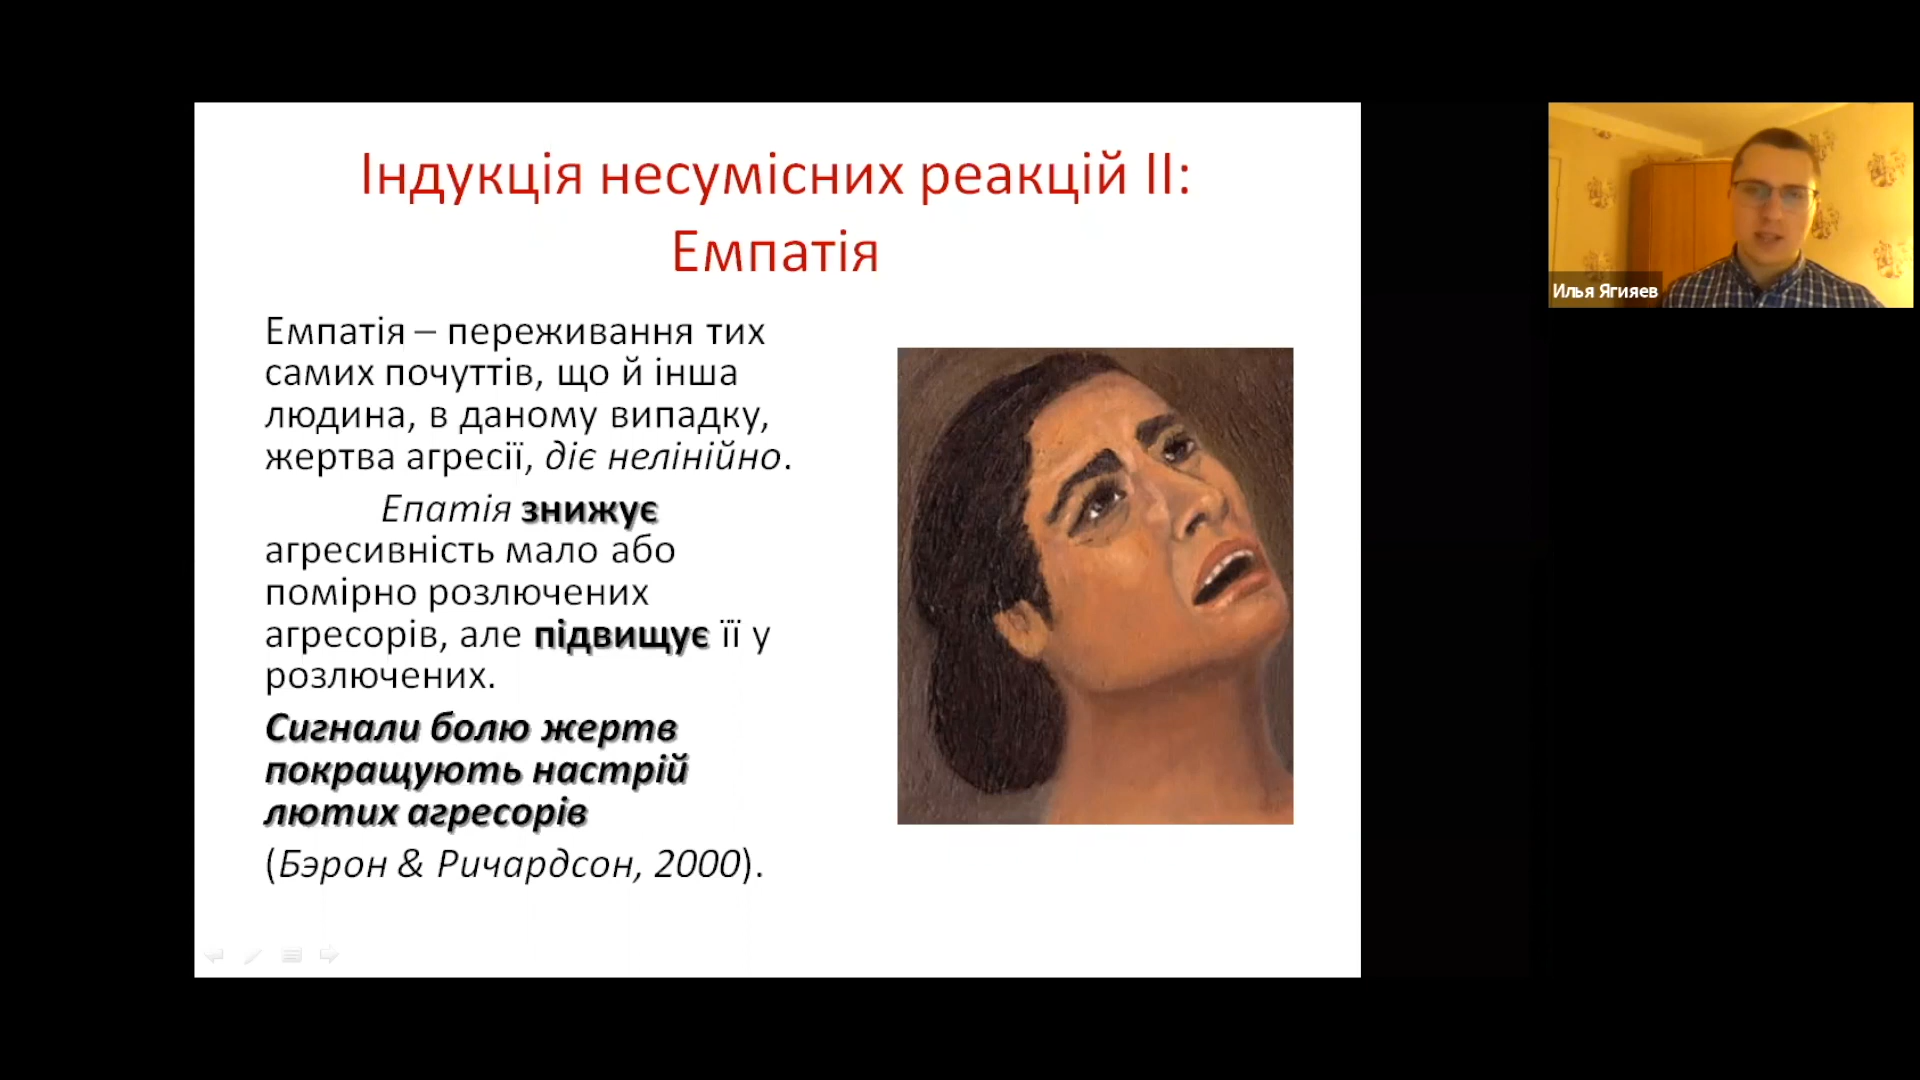 Індукція несумісних реакцій II:
Емпатія
Емпатія – переживання тих
самих почуттів, що й інша
людина, в даному випадку,
жертва агресії, діє нелінійно.
Епатія знижує
агресивність мало або
помірно розлючених
агресорів, але підвищує її у
розлючених.
Сигнали болю жертв
покращують настрій
лютих агресорів
(Бэрон & Ричардсон, 2000).
Илья Ягияев